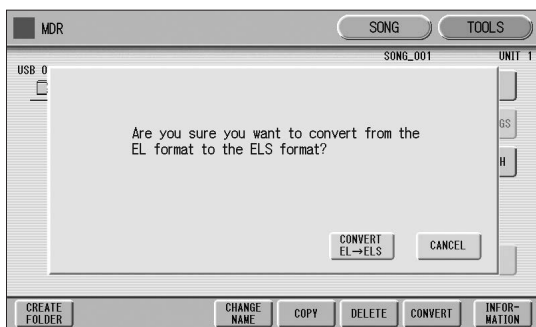 MDR
SONG
TOOLS
SONG_001
UNIT 1
USB 0
GS
H
Are you sure you want to convert from the
EL format to the ELS format?
CONVERT
EL→ELS
CANCEL
CREATE
FOLDER
CHANGE
NAME
COPY
DELETE
CONVERT
INFOR-
MATION